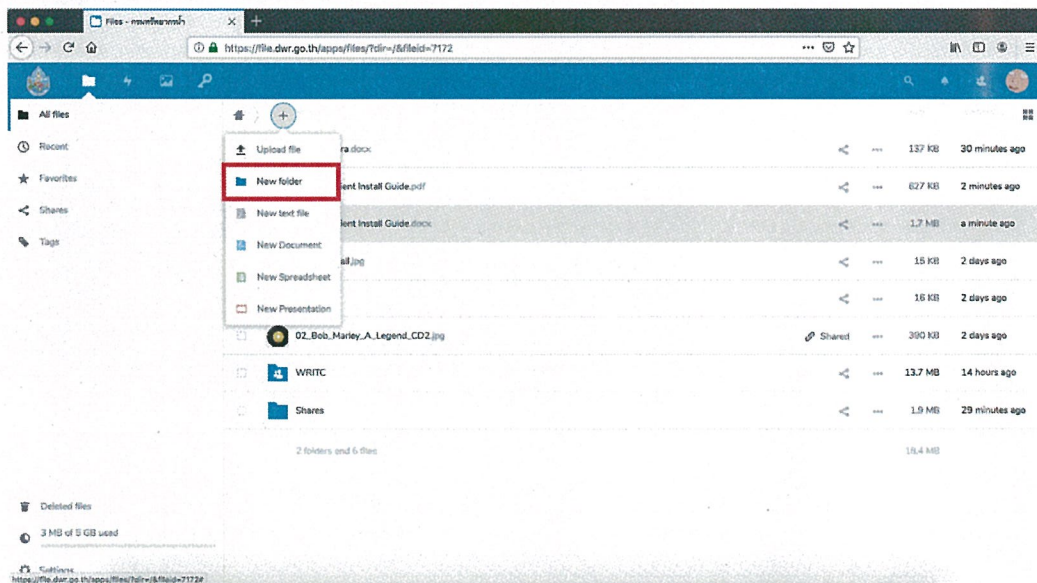 Files - กรมทรัพยากรน้ำ
https://file.dwr.go.th/apps/files/?dir=/&fileid=7172
All files
Recent
Favorites
Shares
Tags
Upload file
New folder
New text file
New Document
New Spreadsheet
New Presentation
ra.docx 137 KB 30 minutes ago
ient Install Guide.pdf 627 KB 2 minutes ago
ient Install Guide.docx 1.7 MB a minute ago
all.jpg 15 KB 2 days ago
16 KB 2 days ago
02_Bob_Marley_A_Legend_CD2.jpg Shared 390 KB 2 days ago
WRITC 13.7 MB 14 hours ago
Shares 1.9 MB 29 minutes ago
2 folders and 6 files 18.4 MB
Deleted files
3 MB of 5 GB used
Settings
https://file.dwr.go.th/apps/files/?dir=/&fileid=7172#